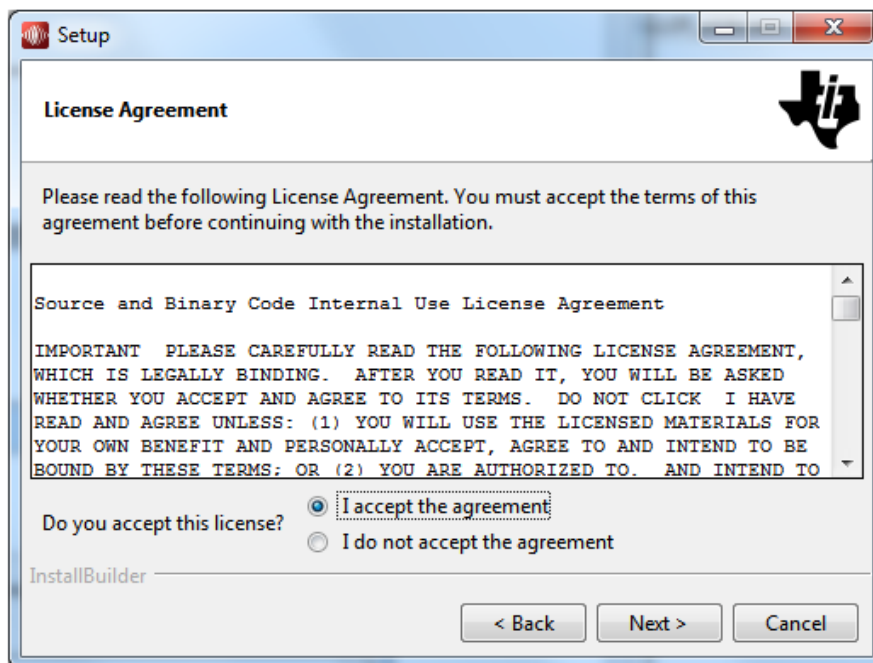 Setup
License Agreement
Please read the following License Agreement. You must accept the terms of this
agreement before continuing with the installation.
Source and Binary Code Internal Use License Agreement
IMPORTANT  PLEASE CAREFULLY READ THE FOLLOWING LICENSE AGREEMENT,
WHICH IS LEGALLY BINDING.  AFTER YOU READ IT, YOU WILL BE ASKED
WHETHER YOU ACCEPT AND AGREE TO ITS TERMS.  DO NOT CLICK  I HAVE
READ AND AGREE UNLESS: (1) YOU WILL USE THE LICENSED MATERIALS FOR
YOUR OWN BENEFIT AND PERSONALLY ACCEPT, AGREE TO AND INTEND TO BE
BOUND BY THESE TERMS; OR (2) YOU ARE AUTHORIZED TO.  AND INTEND TO
Do you accept this license?
I accept the agreement
I do not accept the agreement
InstallBuilder
< Back
Next >
Cancel